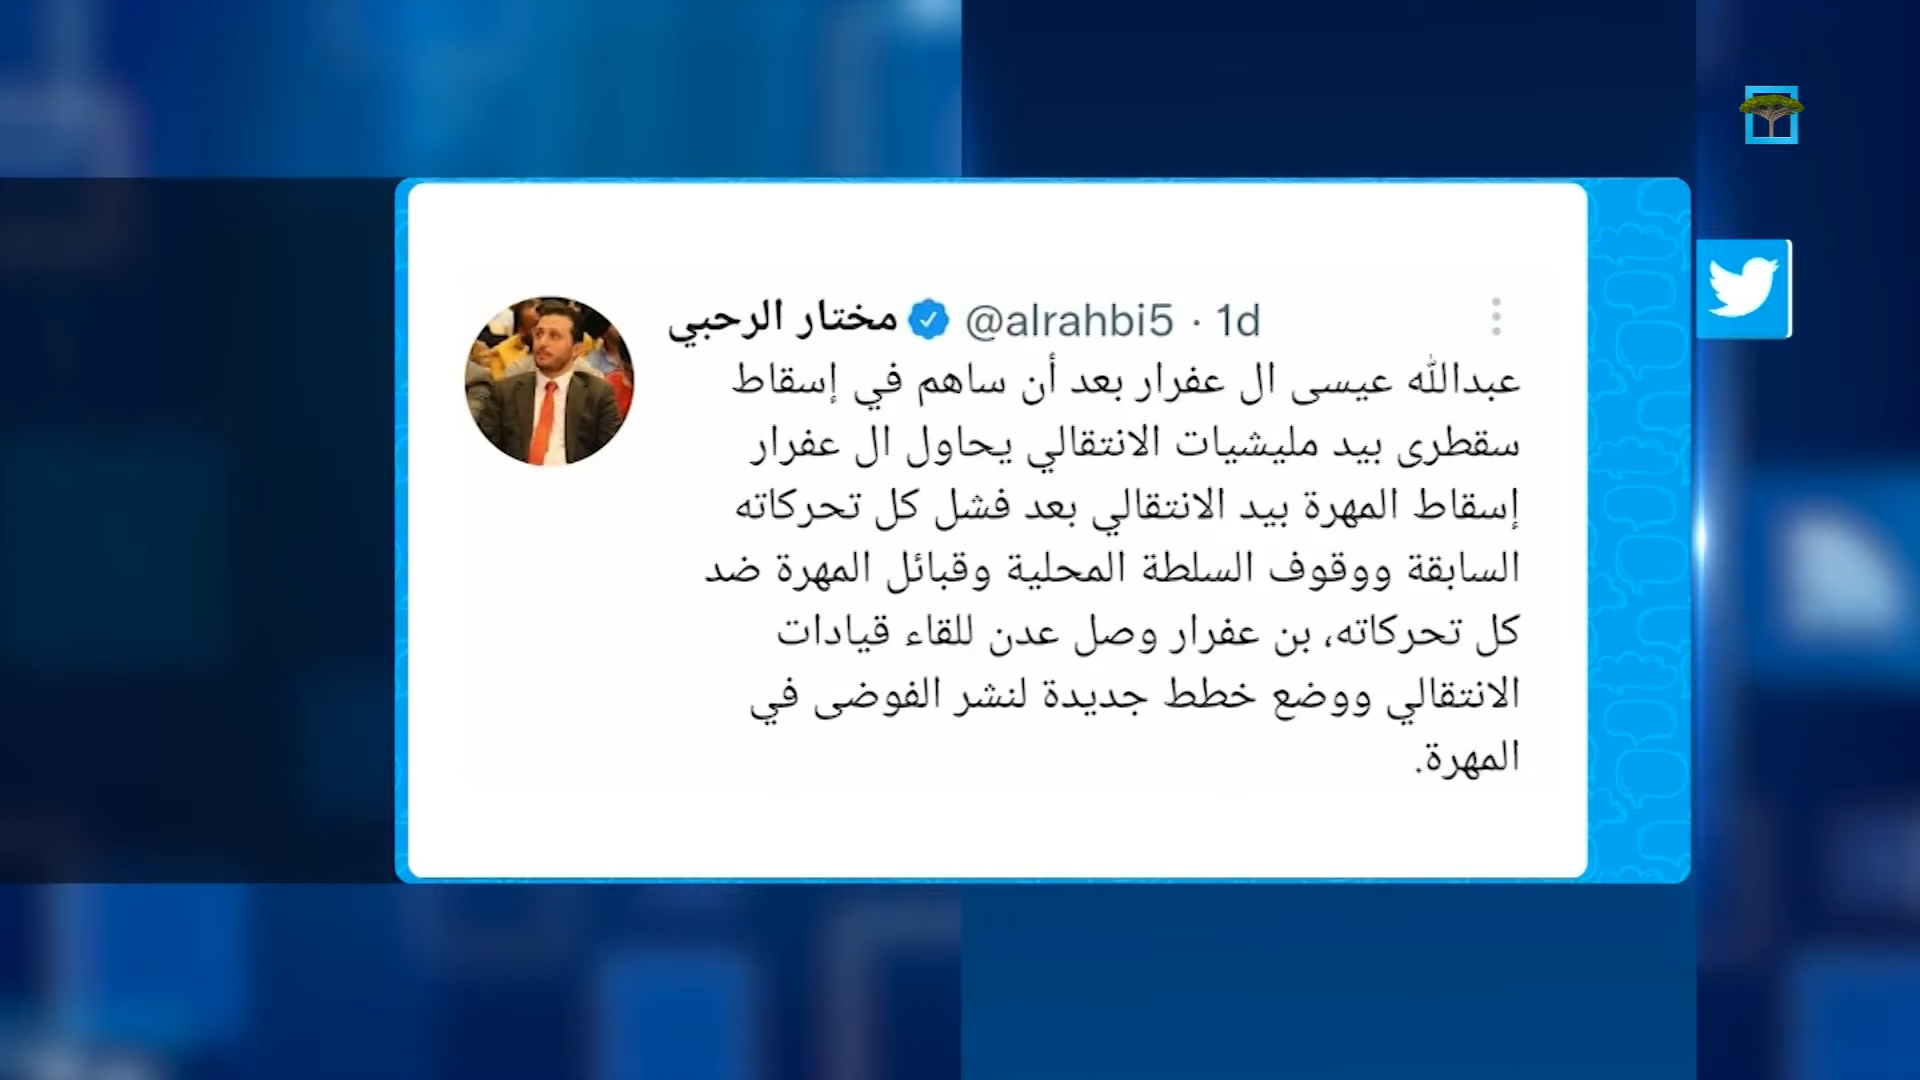 مختار الرحبي @alrahbi5 · 1d
عبدالله عيسى ال عفرار بعد أن ساهم في إسقاط
سقطرى بيد مليشيات الانتقالي يحاول ال عفرار
إسقاط المهرة بيد الانتقالي بعد فشل كل تحركاته
السابقة ووقوف السلطة المحلية وقبائل المهرة ضد
كل تحركاته، بن عفرار وصل عدن للقاء قيادات
الانتقالي ووضع خطط جديدة لنشر الفوضى في
المهرة.